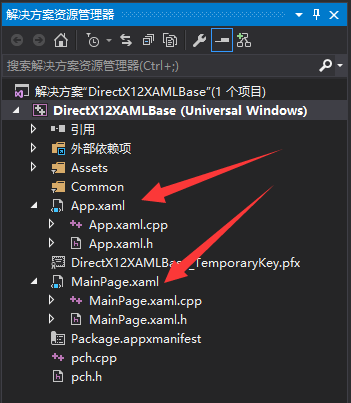 解决方案资源管理器
搜索解决方案资源管理器(Ctrl+;)
解决方案"DirectX12XAMLBase"(1 个项目)
DirectX12XAMLBase (Universal Windows)
引用
外部依赖项
Assets
Common
App.xaml
App.xaml.cpp
App.xaml.h
DirectX12XAMLBase_TemporaryKey.pfx
MainPage.xaml
MainPage.xaml.cpp
MainPage.xaml.h
Package.appxmanifest
pch.cpp
pch.h